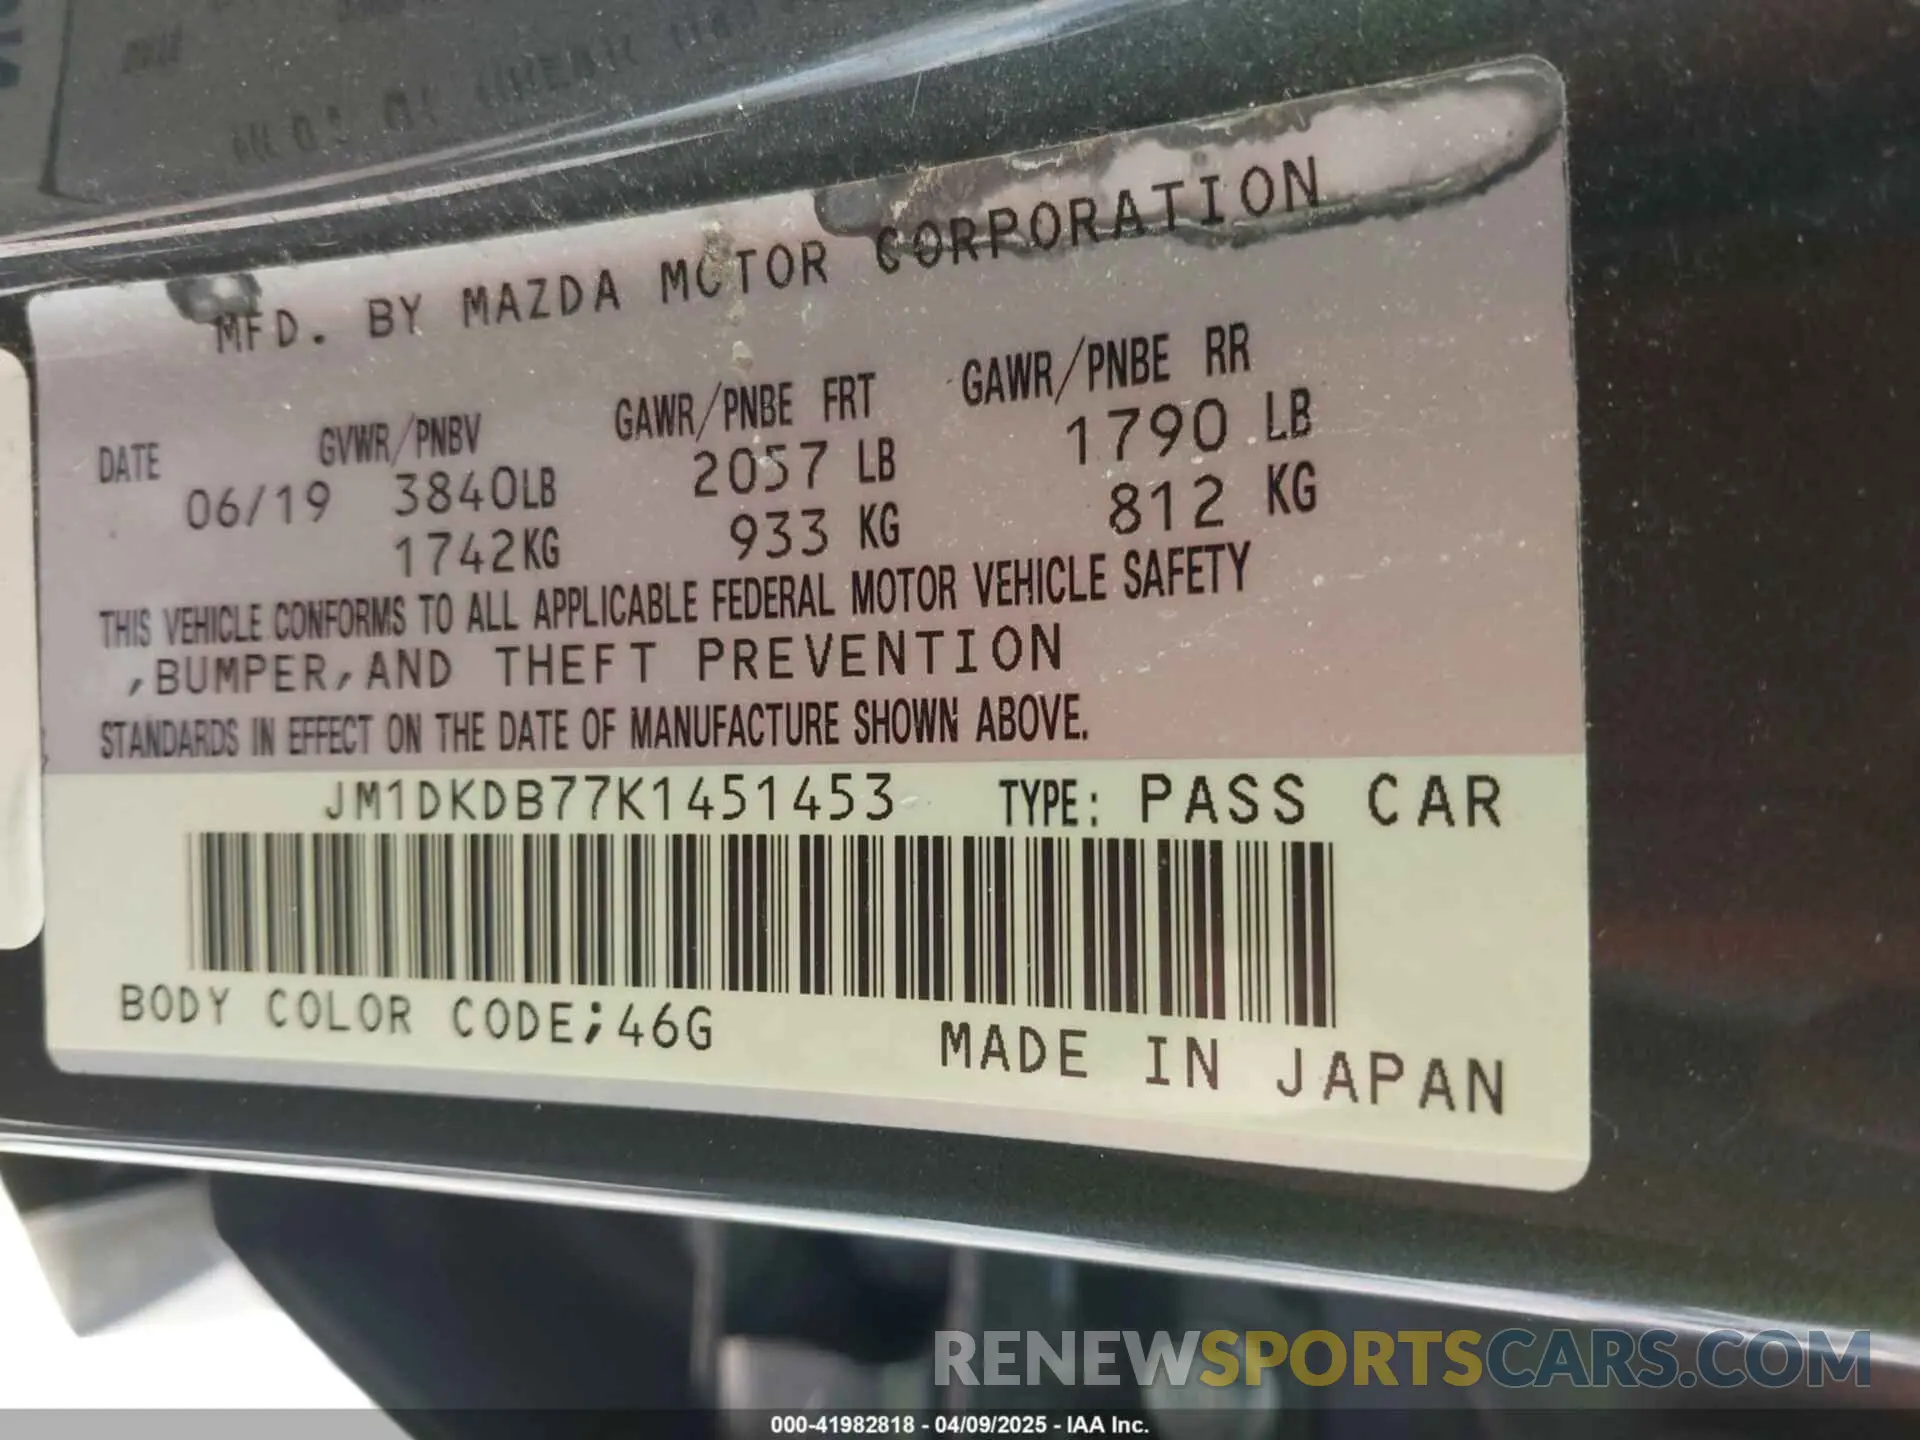 MFD. BY MAZDA MOTOR CORPORATION
DATE GVWR/PNBV GAWR/PNBE FRT GAWR/PNBE RR
06/19 3840LB 2057 LB 1790 LB
1742KG 933 KG 812 KG
THIS VEHICLE CONFORMS TO ALL APPLICABLE FEDERAL MOTOR VEHICLE SAFETY
,BUMPER,AND THEFT PREVENTION
STANDARDS IN EFFECT ON THE DATE OF MANUFACTURE SHOWN ABOVE.
JM1DKDB77K1451453 TYPE: PASS CAR
BODY COLOR CODE;46G MADE IN JAPAN
RENEWSPORTSCARS.COM
000-41982818 - 04/09/2025 - IAA Inc.